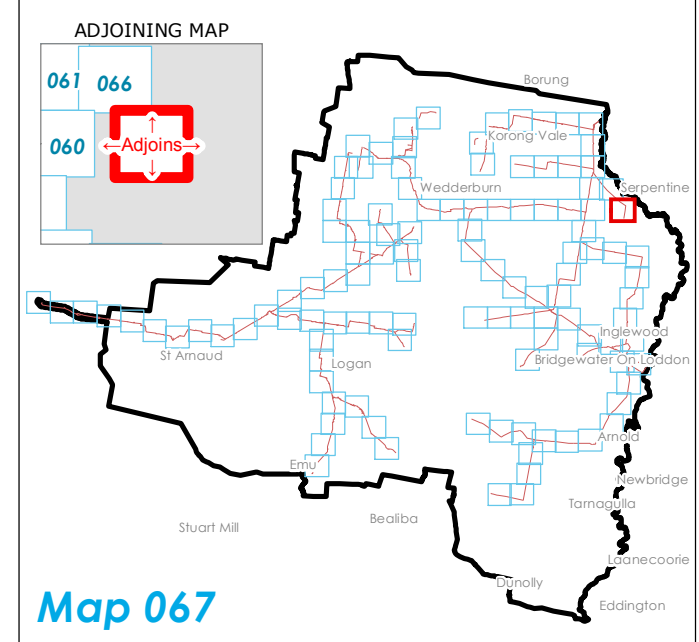 ADJOINING MAP
061 066
060
←Adjoins→
Borung
Korong Vale
Wedderburn
Serpentine
Inglewood
St Arnaud
Logan
Bridgewater On Loddon
Arnold
Emu
Newbridge
Tarnagulla
Stuart Mill
Bealiba
Laanecoorie
Dunolly
Eddington
Map 067